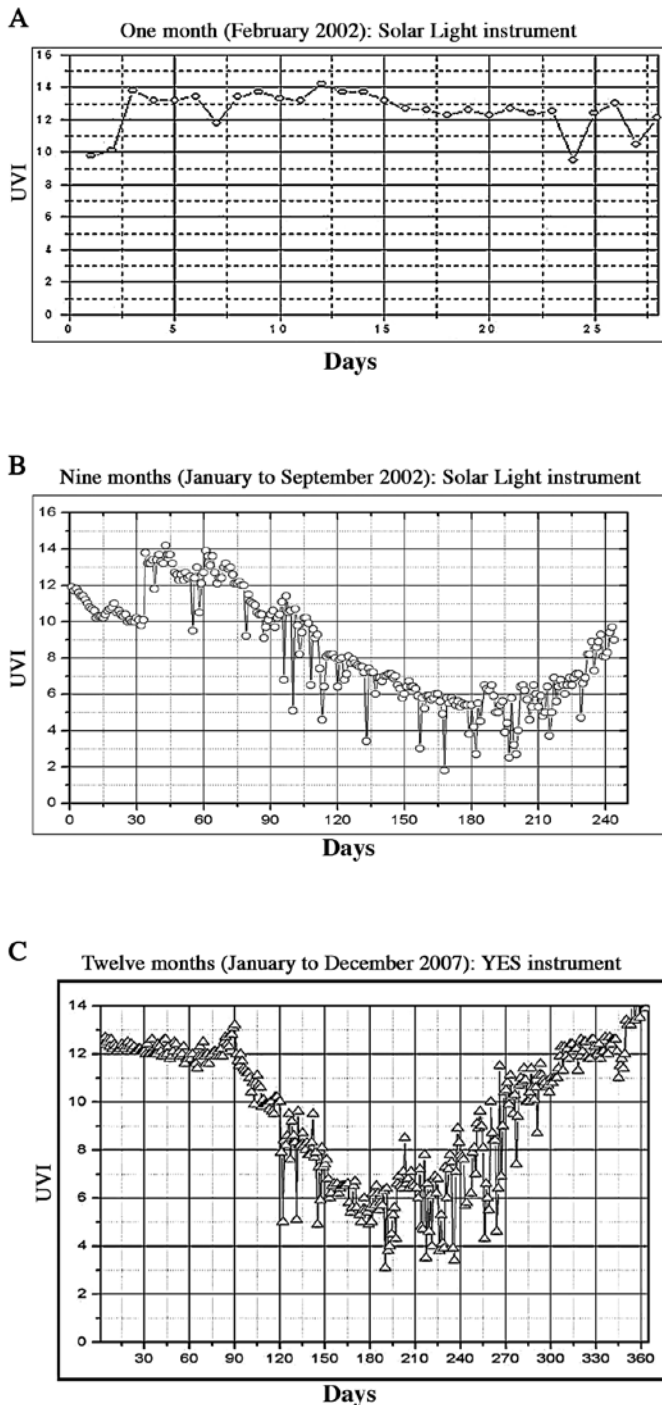 A
One month (February 2002): Solar Light instrument
16
14
12
10
8
6
4
2
0
UVI
0 5 10 15 20 25
Days
B
Nine months (January to September 2002): Solar Light instrument
16
14
12
10
8
6
4
2
0
UVI
0 30 60 90 120 150 180 210 240
Days
C
Twelve months (January to December 2007): YES instrument
14
12
10
8
6
4
2
0
UVI
30 60 90 120 150 180 210 240 270 300 330 360
Days